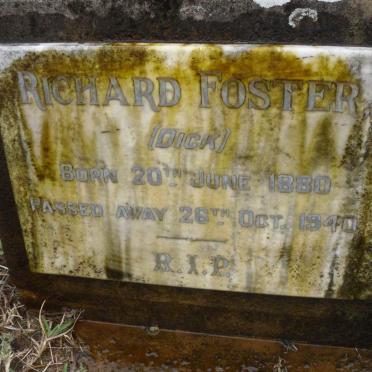 RICHARD FOSTER
(DICK)
BORN 20TH JUNE 1880
PASSED AWAY 26TH OCT. 1940
R.I.P.